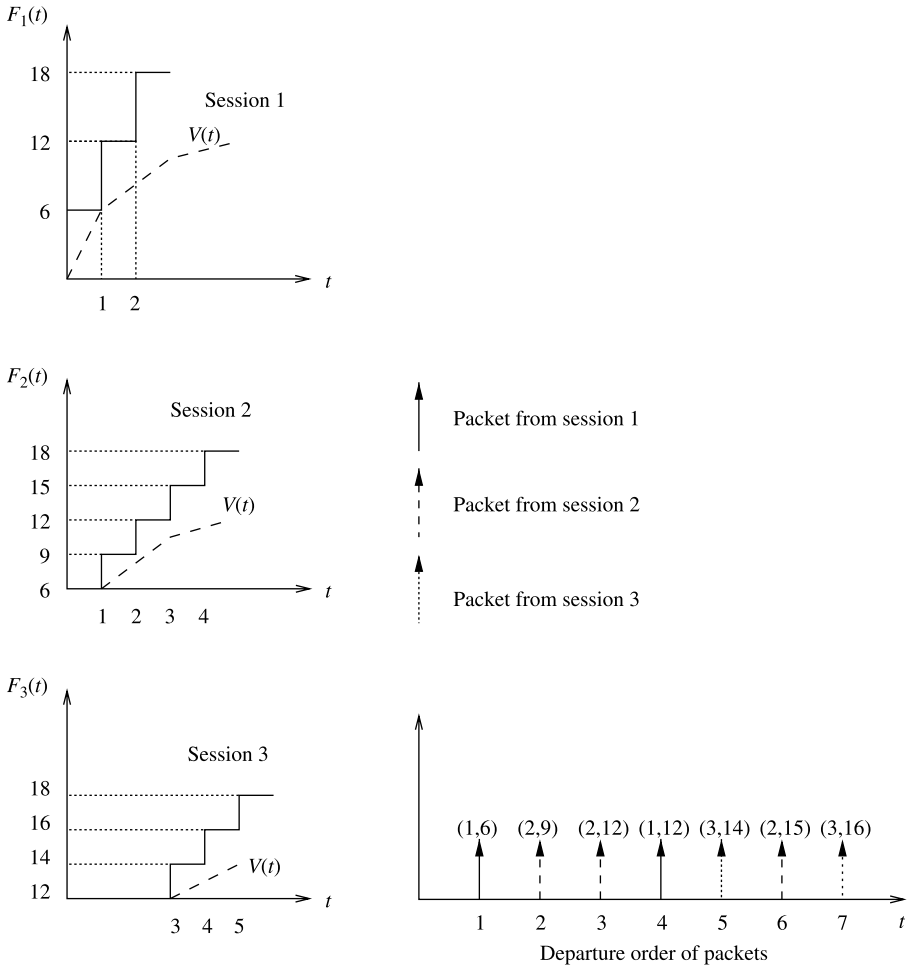 F1(t)
18
12
6
Session 1
V(t)
t
1 2
F2(t)
18
15
12
9
6
Session 2
V(t)
t
1 2 3 4
Packet from session 1
Packet from session 2
Packet from session 3
F3(t)
18
16
14
12
Session 3
V(t)
t
3 4 5
(1,6) (2,9) (2,12) (1,12) (3,14) (2,15) (3,16)
1 2 3 4 5 6 7 t
Departure order of packets